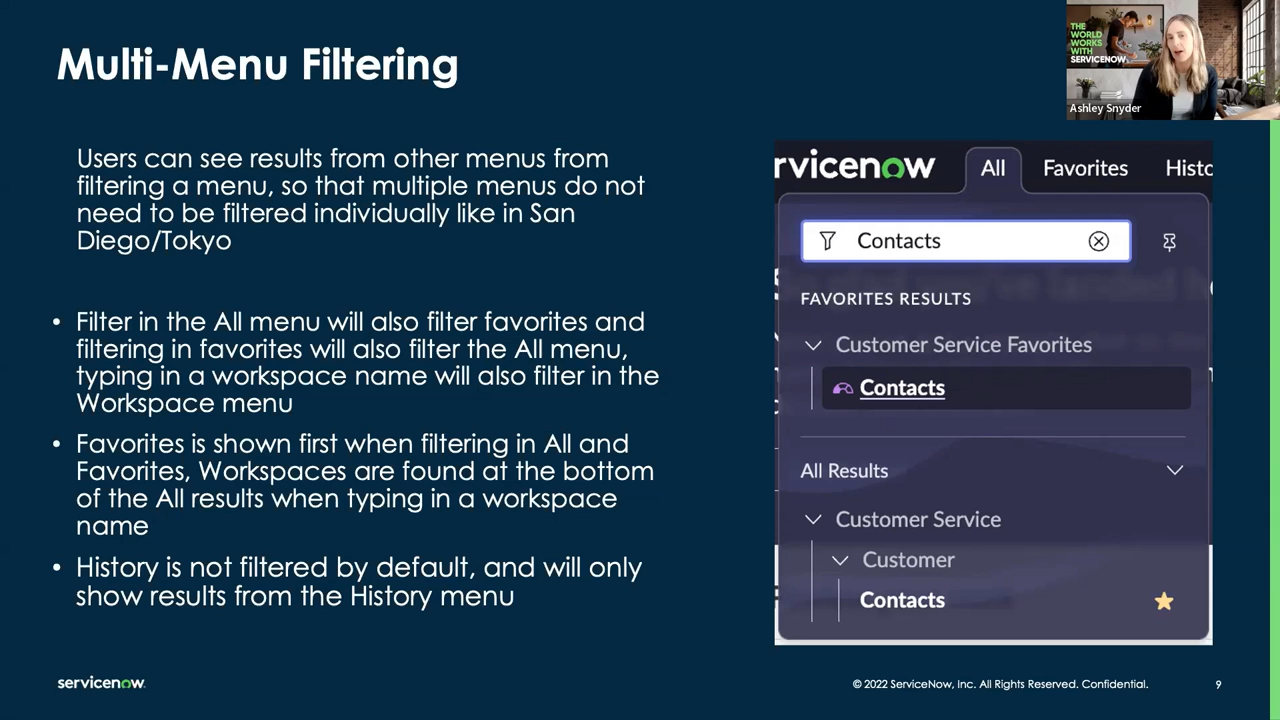 Multi-Menu Filtering
THE
WORLD
WORKS
WITH
SERVICENOW
Ashley Snyder
Users can see results from other menus from
filtering a menu, so that multiple menus do not
need to be filtered individually like in San
Diego/Tokyo
• Filter in the All menu will also filter favorites and
filtering in favorites will also filter the All menu,
typing in a workspace name will also filter in the
Workspace menu
• Favorites is shown first when filtering in All and
Favorites, Workspaces are found at the bottom
of the All results when typing in a workspace
name
• History is not filtered by default, and will only
show results from the History menu
rvicenow All Favorites Histo
Contacts
FAVORITES RESULTS
Customer Service Favorites
Contacts
All Results
Customer Service
Customer
Contacts
servicenow
© 2022 ServiceNow, Inc. All Rights Reserved. Confidential.
9